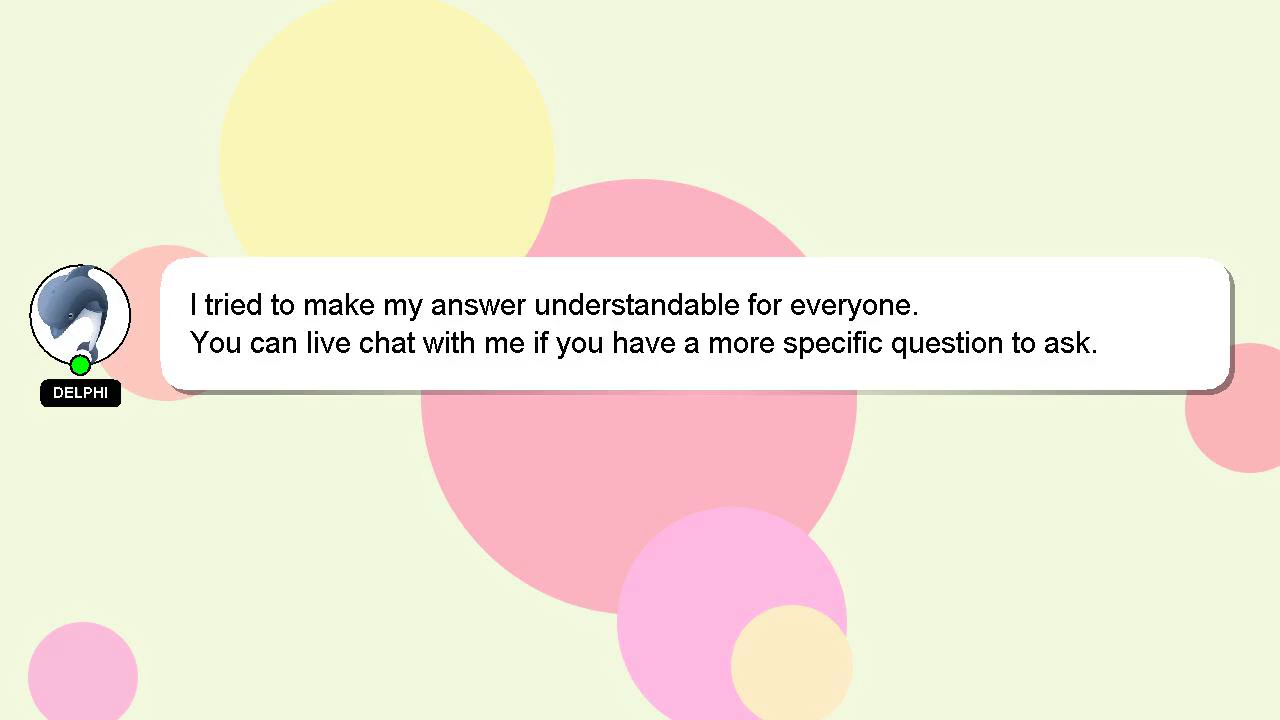 I tried to make my answer understandable for everyone.
You can live chat with me if you have a more specific question to ask.
DELPHI